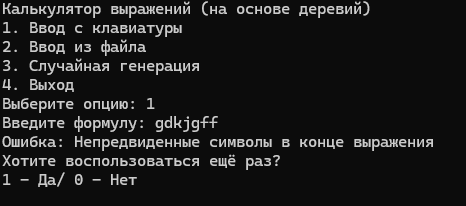 Калькулятор выражений (на основе деревий)
1. Ввод с клавиатуры
2. Ввод из файла
3. Случайная генерация
4. Выход
Выберите опцию: 1
Введите формулу: gdkjgff
Ошибка: Непредвиденные символы в конце выражения
Хотите воспользоваться ещё раз?
1 – Да/ 0 – Нет